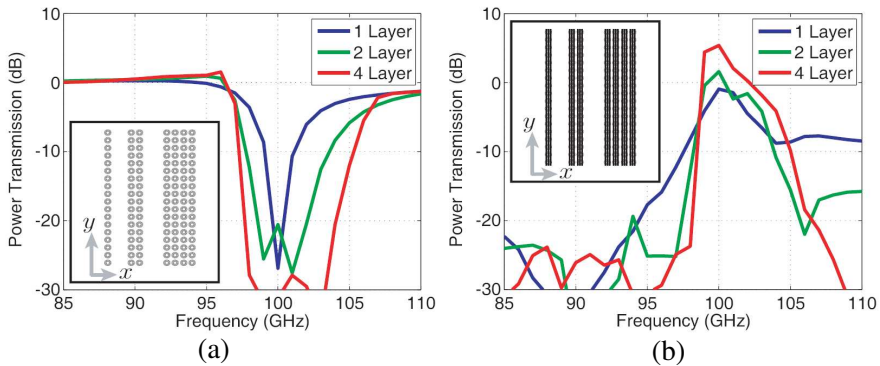 10
0
-10
-20
-30
Power Transmission (dB)
1 Layer
2 Layer
4 Layer
y
x
85
90
95
100
105
110
Frequency (GHz)
(a)
10
0
-10
-20
-30
Power Transmission (dB)
1 Layer
2 Layer
4 Layer
y
x
85
90
95
100
105
110
Frequency (GHz)
(b)